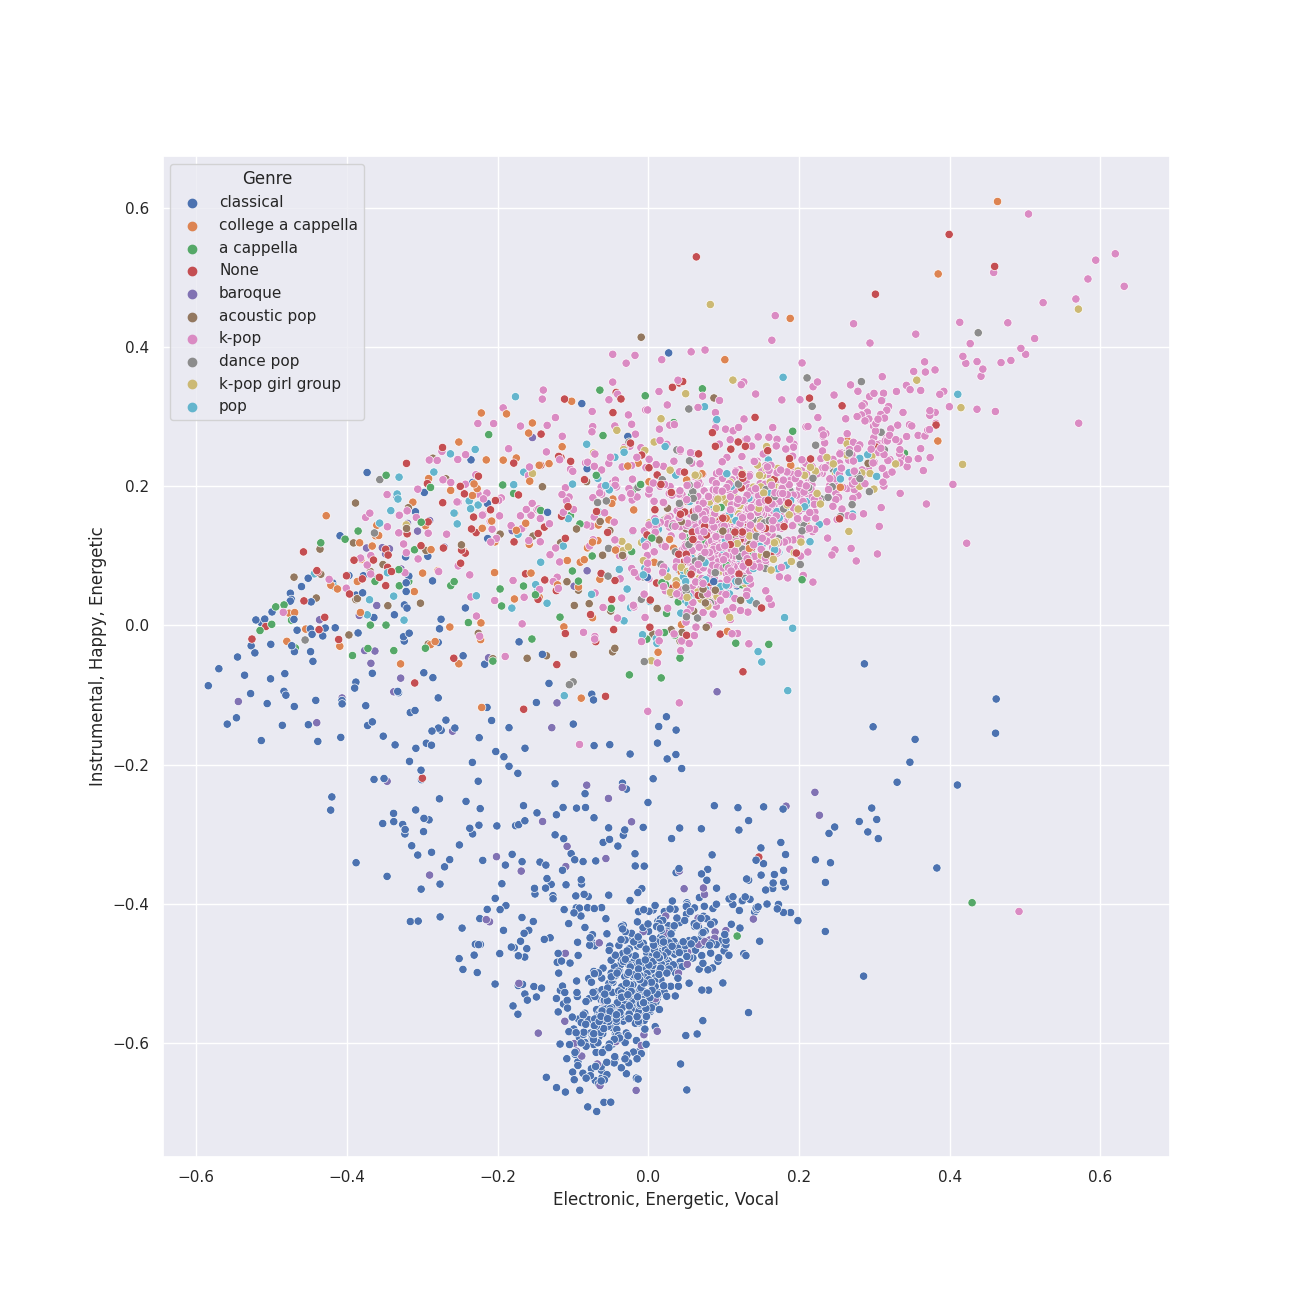 Genre
classical
college a cappella
a cappella
None
baroque
acoustic pop
k-pop
dance pop
k-pop girl group
pop
0.6
0.4
0.2
0.0
−0.2
−0.4
−0.6
Instrumental, Happy, Energetic
−0.6 −0.4 −0.2 0.0 0.2 0.4 0.6
Electronic, Energetic, Vocal